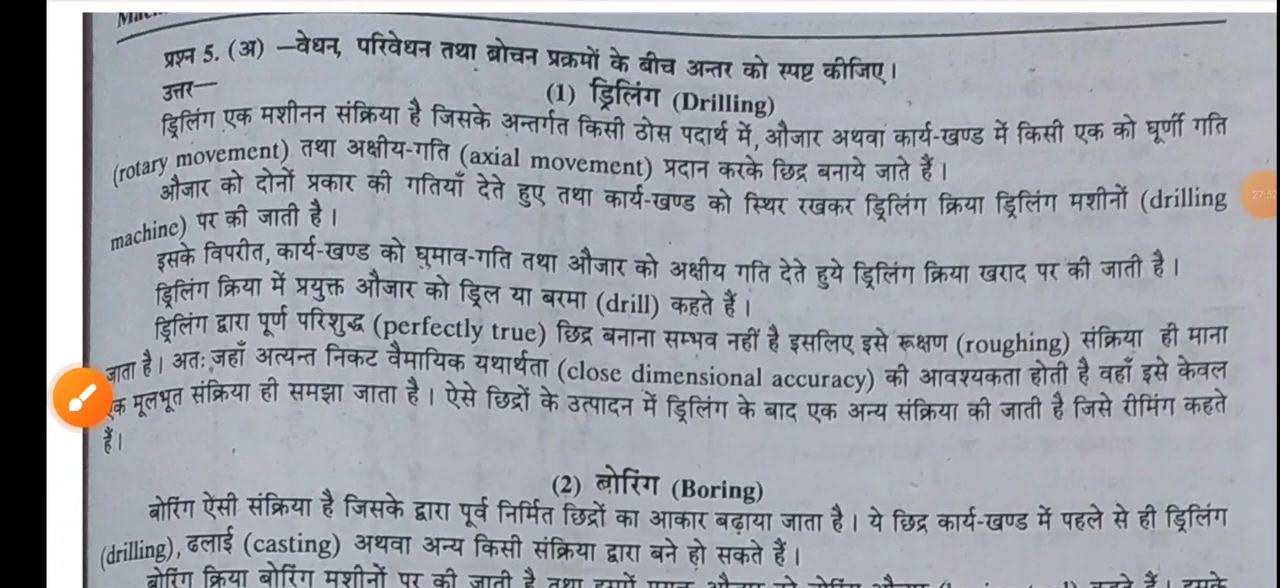 प्रश्न 5. (अ) —वेधन, परिवेधन तथा ब्रोचन प्रक्रमों के बीच अन्तर को स्पष्ट कीजिए।
उत्तर—
(1) ड्रिलिंग (Drilling)
ड्रिलिंग एक मशीनन संक्रिया है जिसके अन्तर्गत किसी ठोस पदार्थ में, औजार अथवा कार्य-खण्ड में किसी एक को घूर्णी गति
(rotary movement) तथा अक्षीय-गति (axial movement) प्रदान करके छिद्र बनाये जाते हैं।
औजार को दोनों प्रकार की गतियाँ देते हुए तथा कार्य-खण्ड को स्थिर रखकर ड्रिलिंग क्रिया ड्रिलिंग मशीनों (drilling
machine) पर की जाती है।
इसके विपरीत, कार्य-खण्ड को घुमाव-गति तथा औजार को अक्षीय गति देते हुये ड्रिलिंग क्रिया खराद पर की जाती है।
ड्रिलिंग क्रिया में प्रयुक्त औजार को ड्रिल या बरमा (drill) कहते हैं।
ड्रिलिंग द्वारा पूर्ण परिशुद्ध (perfectly true) छिद्र बनाना सम्भव नहीं है इसलिए इसे रूक्षण (roughing) संक्रिया ही माना
जाता है। अतः जहाँ अत्यन्त निकट वैमायिक यथार्थता (close dimensional accuracy) की आवश्यकता होती है वहाँ इसे केवल
एक मूलभूत संक्रिया ही समझा जाता है। ऐसे छिद्रों के उत्पादन में ड्रिलिंग के बाद एक अन्य संक्रिया की जाती है जिसे रीमिंग कहते
हैं।
(2) बोरिंग (Boring)
बोरिंग ऐसी संक्रिया है जिसके द्वारा पूर्व निर्मित छिद्रों का आकार बढ़ाया जाता है। ये छिद्र कार्य-खण्ड में पहले से ही ड्रिलिंग
(drilling), ढलाई (casting) अथवा अन्य किसी संक्रिया द्वारा बने हो सकते हैं।
बोरिंग क्रिया बोरिंग मशीनों पर की जाती है तथा इसमें